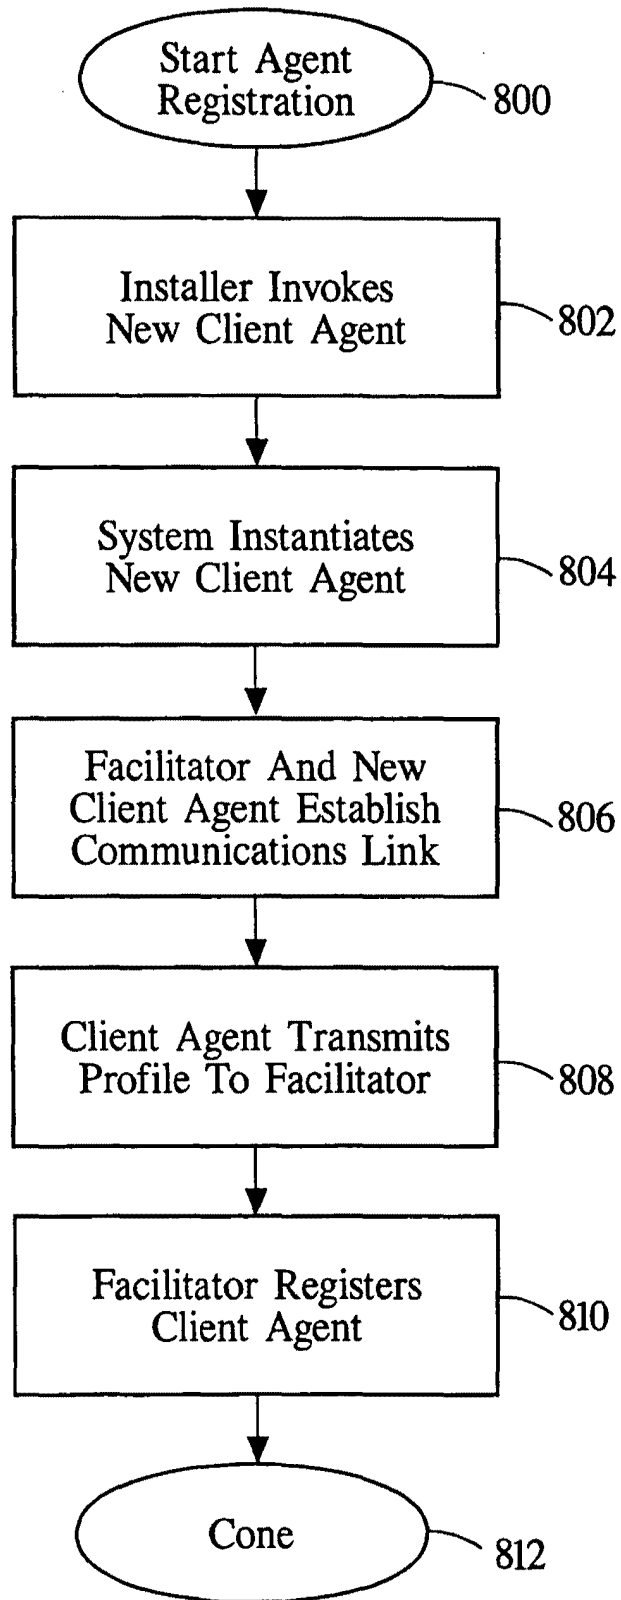 Start Agent
Registration
800
Installer Invokes
New Client Agent
802
System Instantiates
New Client Agent
804
Facilitator And New
Client Agent Establish
Communications Link
806
Client Agent Transmits
Profile To Facilitator
808
Facilitator Registers
Client Agent
810
Cone
812